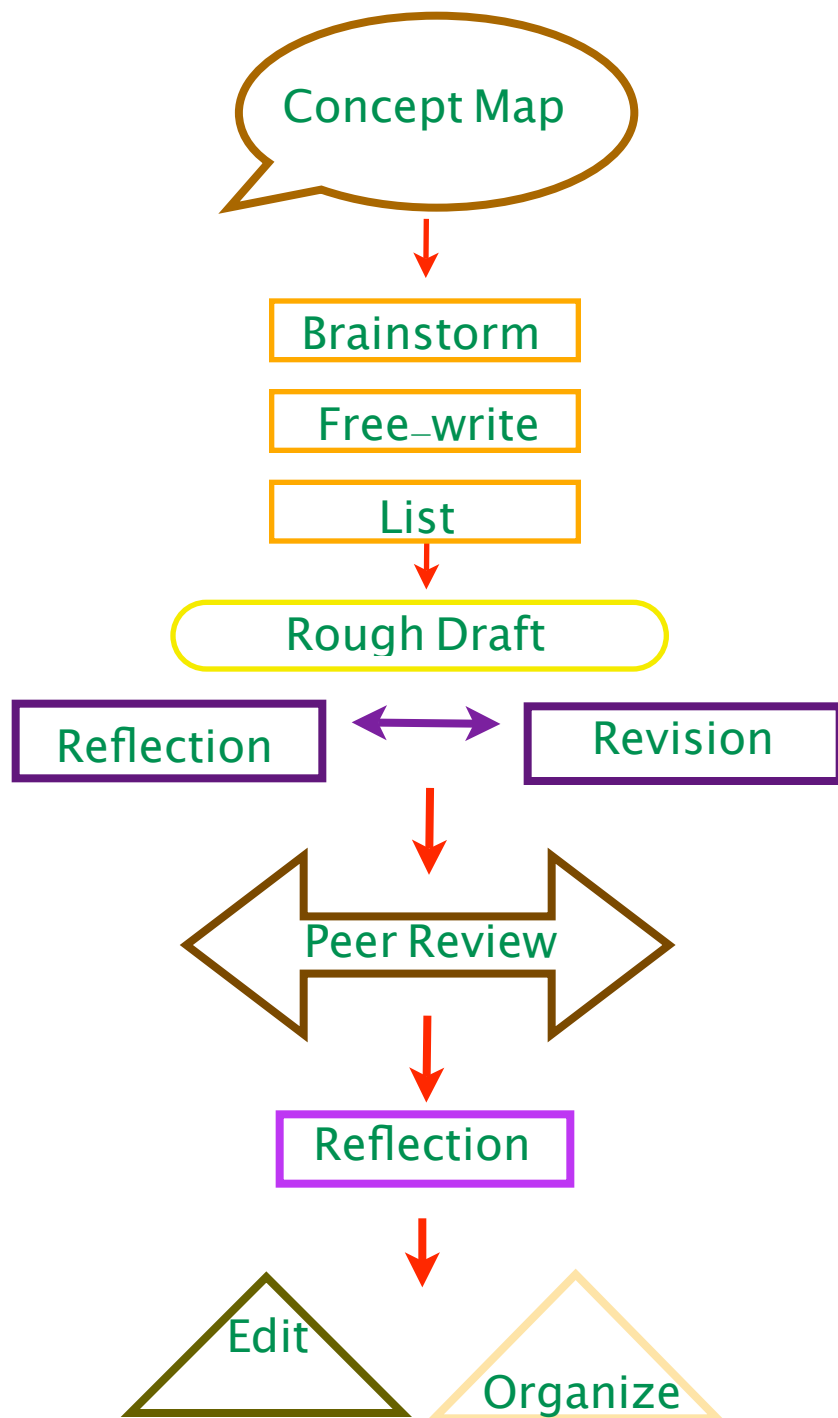 Concept Map
Brainstorm
Free-write
List
Rough Draft
Reflection
Revision
Peer Review
Reflection
Edit
Organize